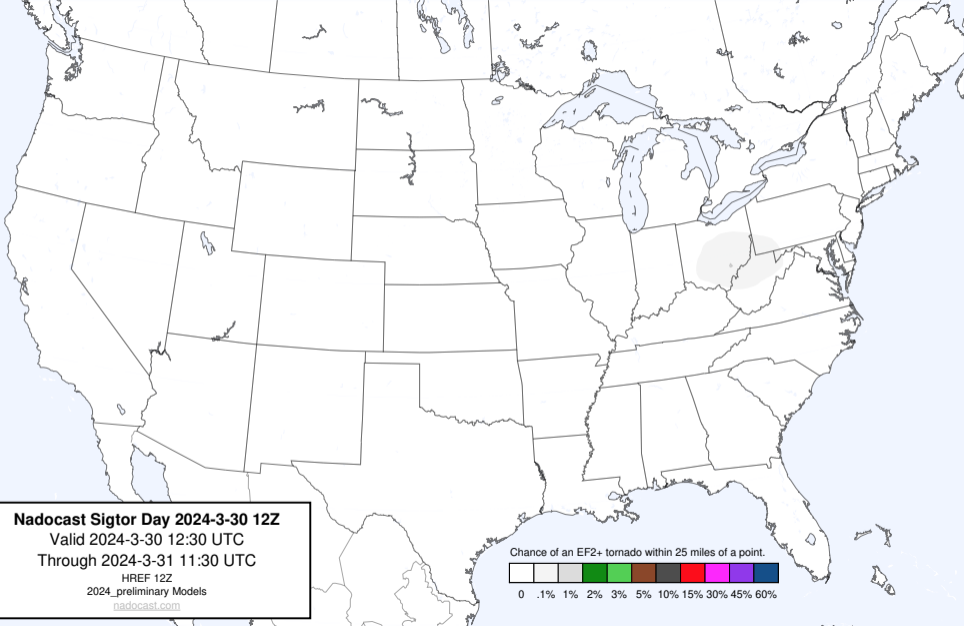 Nadocast Sigtor Day 2024-3-30 12Z
Valid 2024-3-30 12:30 UTC
Through 2024-3-31 11:30 UTC
HREF 12Z
2024_preliminary Models
nadocast.com
Chance of an EF2+ tornado within 25 miles of a point.
0 .1% 1% 2% 3% 5% 10% 15% 30% 45% 60%